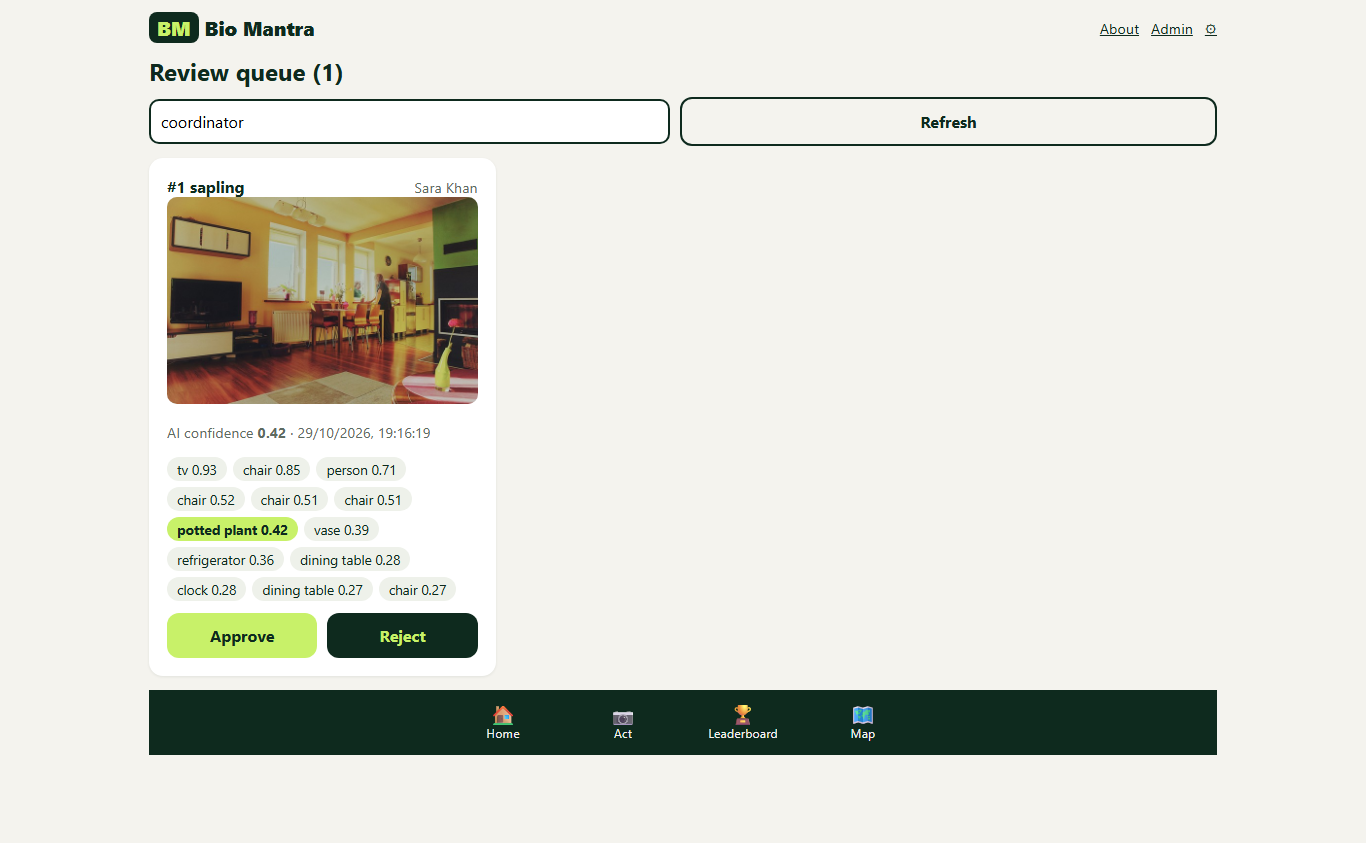 BM Bio Mantra
About Admin ⚙
Review queue (1)
coordinator
Refresh
#1 sapling
Sara Khan
AI confidence 0.42 · 29/10/2026, 19:16:19
tv 0.93 chair 0.85 person 0.71
chair 0.52 chair 0.51 chair 0.51
potted plant 0.42 vase 0.39
refrigerator 0.36 dining table 0.28
clock 0.28 dining table 0.27 chair 0.27
Approve Reject
Home Act Leaderboard Map